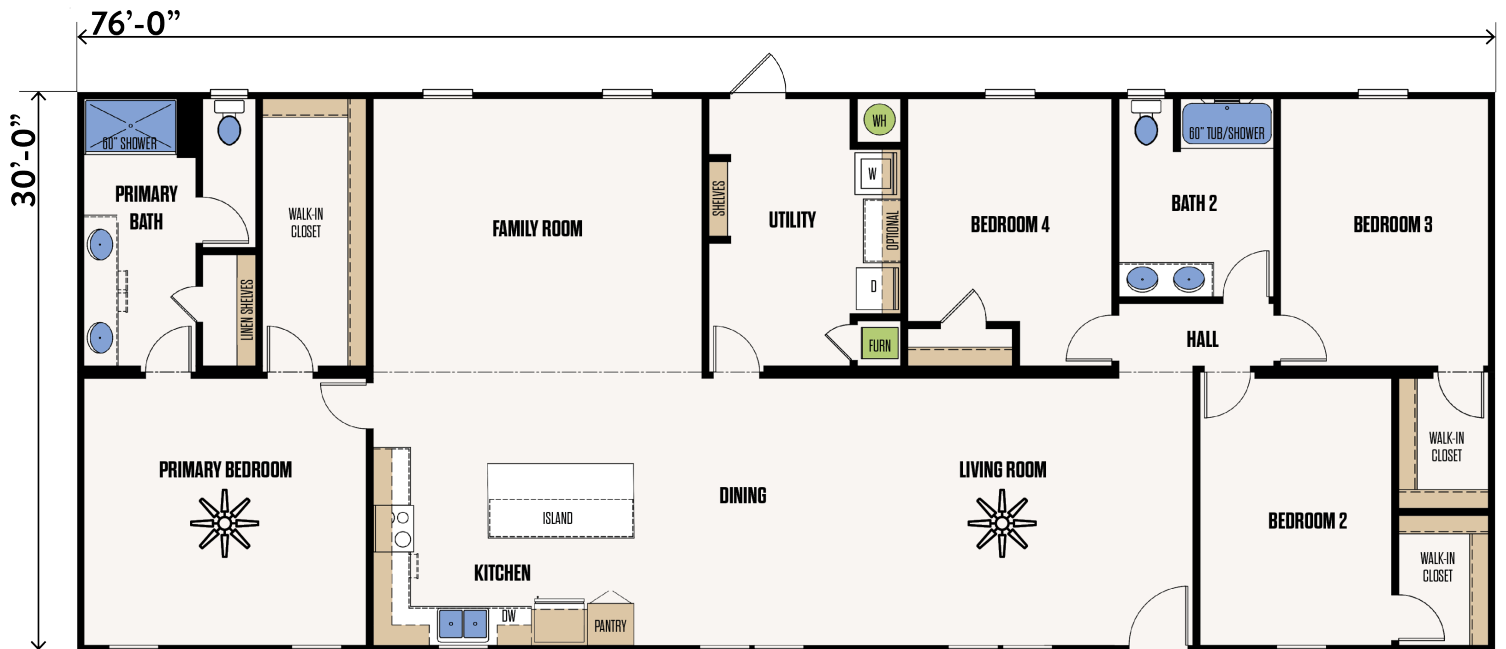 76'-0"
30'-0"
60" SHOWER
PRIMARY
BATH
WALK-IN
CLOSET
LINEN SHELVES
FAMILY ROOM
SHELVES
UTILITY
WH
W
OPTIONAL
D
FURN
BEDROOM 4
60" TUB/SHOWER
BATH 2
BEDROOM 3
HALL
PRIMARY BEDROOM
ISLAND
KITCHEN
DW
PANTRY
DINING
LIVING ROOM
BEDROOM 2
WALK-IN
CLOSET
WALK-IN
CLOSET